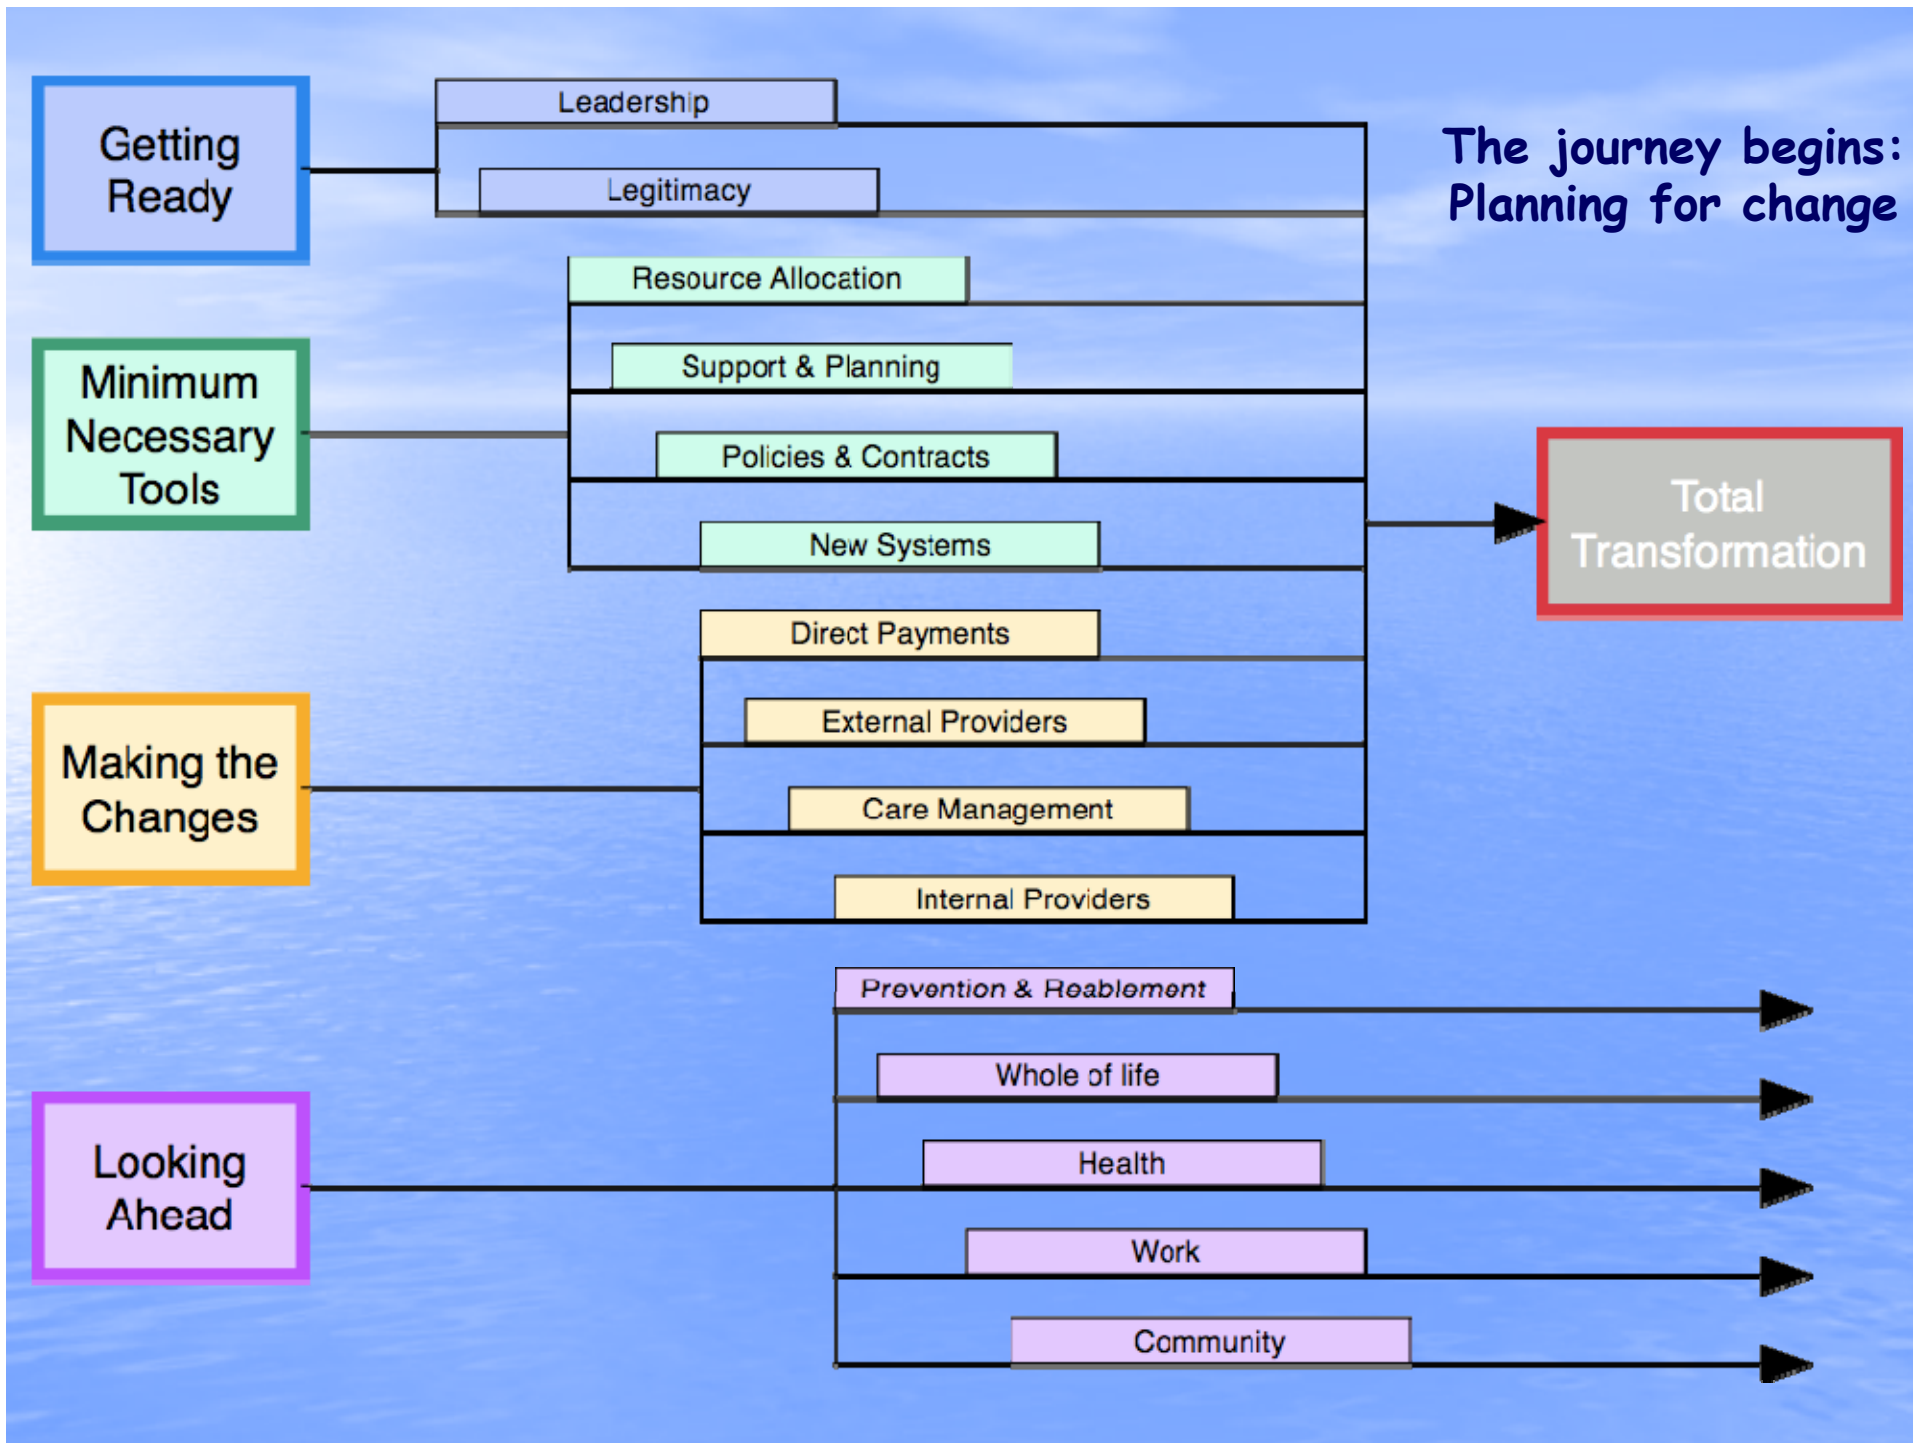 The journey begins:
Planning for change
Getting
Ready
Leadership
Legitimacy
Minimum
Necessary
Tools
Resource Allocation
Support & Planning
Policies & Contracts
New Systems
Making the
Changes
Direct Payments
External Providers
Care Management
Internal Providers
Total
Transformation
Looking
Ahead
Prevention & Reablement
Whole of life
Health
Work
Community